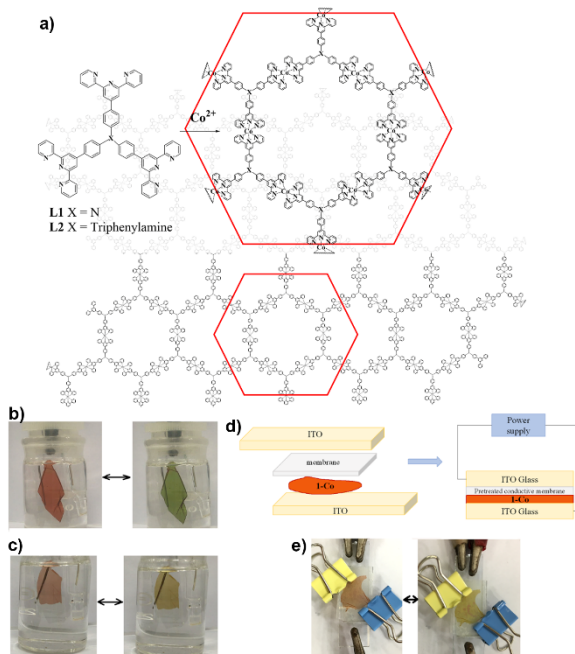 a)
Co2+
L1 X = N
L2 X = Triphenylamine
b)
d)
ITO
membrane
1-Co
ITO
Power
supply
ITO Glass
Pretreated conductive membrane
1-Co
ITO Glass
c)
e)